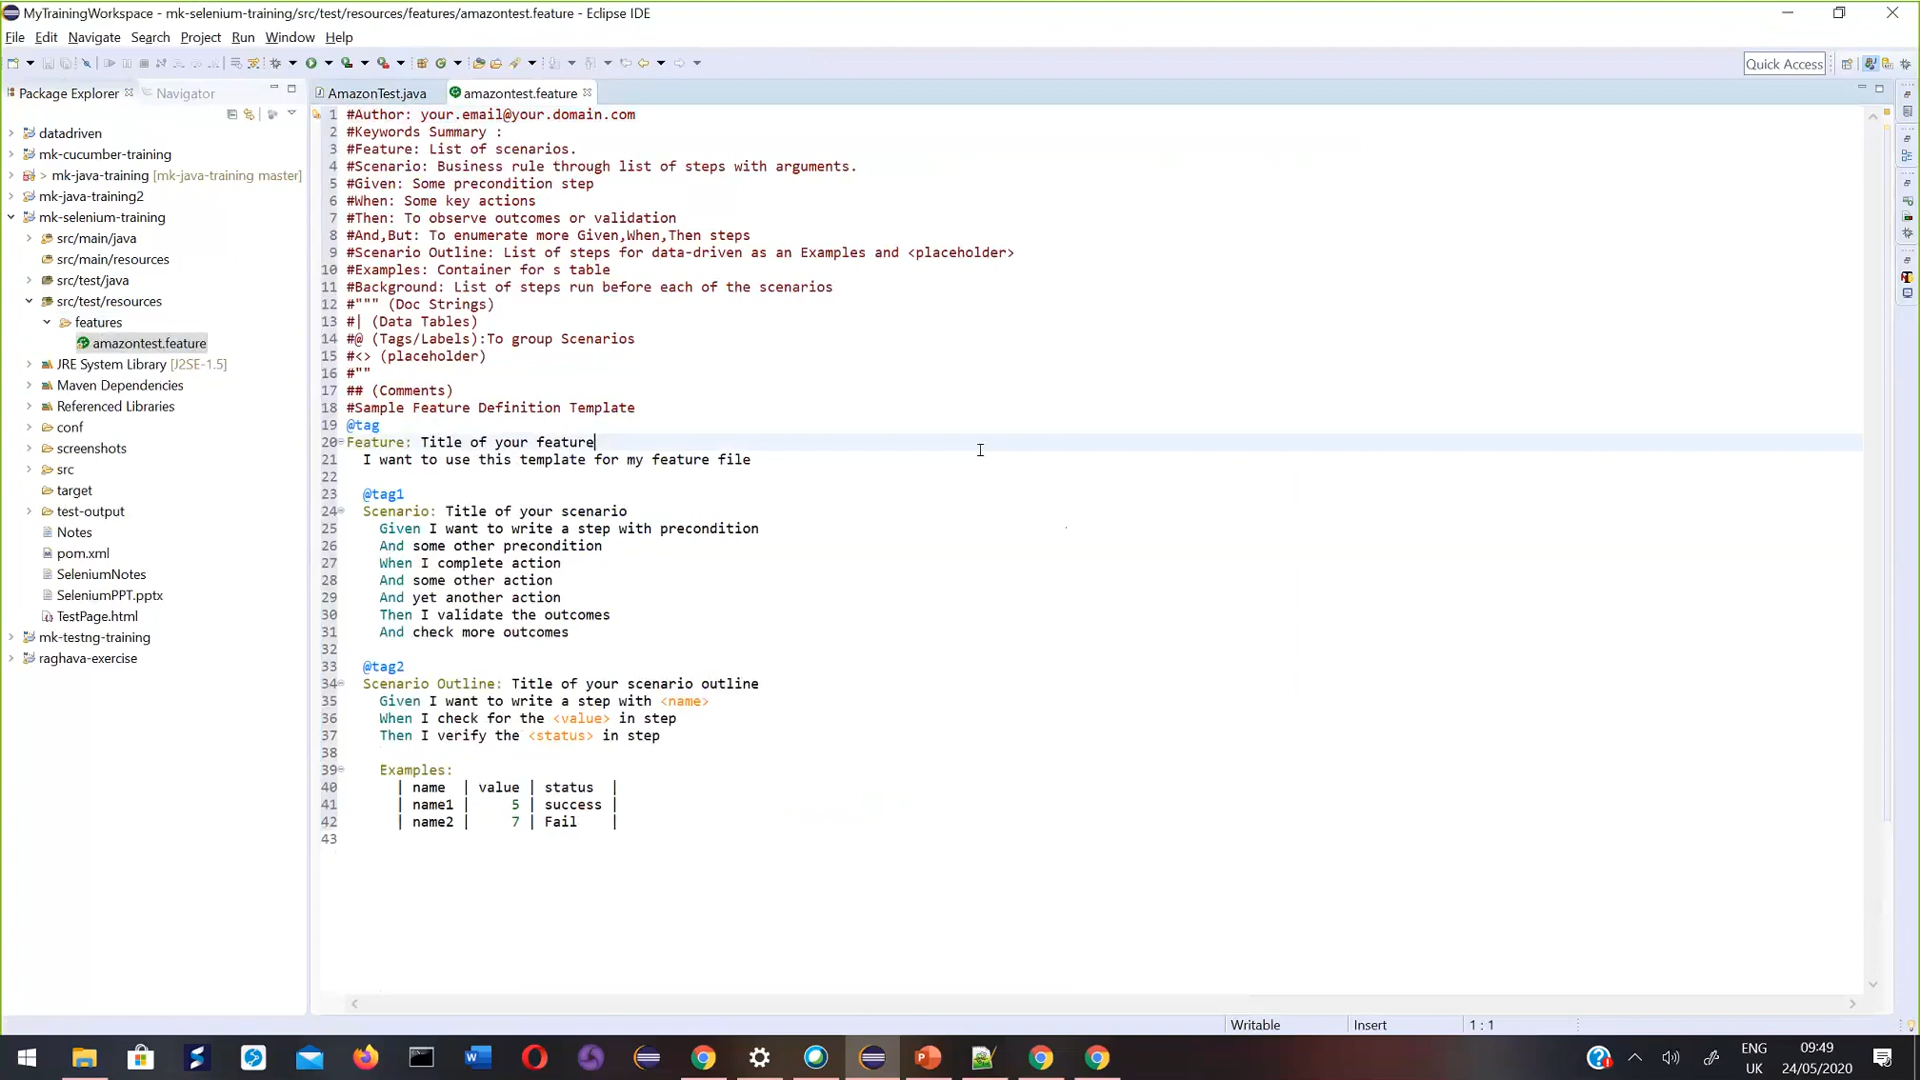 MyTrainingWorkspace - mk-selenium-training/src/test/resources/features/amazontest.feature - Eclipse IDE
File Edit Navigate Search Project Run Window Help
Quick Access
Package Explorer Navigator
AmazonTest.java amazontest.feature
datadriven
mk-cucumber-training
> mk-java-training [mk-java-training master]
mk-java-training2
mk-selenium-training
src/main/java
src/main/resources
src/test/java
src/test/resources
features
amazontest.feature
JRE System Library [J2SE-1.5]
Maven Dependencies
Referenced Libraries
conf
screenshots
src
target
test-output
Notes
pom.xml
SeleniumNotes
SeleniumPPT.pptx
TestPage.html
mk-testng-training
raghava-exercise
1 #Author: your.email@your.domain.com
2 #Keywords Summary :
3 #Feature: List of scenarios.
4 #Scenario: Business rule through list of steps with arguments.
5 #Given: Some precondition step
6 #When: Some key actions
7 #Then: To observe outcomes or validation
8 #And,But: To enumerate more Given,When,Then steps
9 #Scenario Outline: List of steps for data-driven as an Examples and <placeholder>
10 #Examples: Container for s table
11 #Background: List of steps run before each of the scenarios
12 #""" (Doc Strings)
13 #| (Data Tables)
14 #@ (Tags/Labels):To group Scenarios
15 #<> (placeholder)
16 #""
17 ## (Comments)
18 #Sample Feature Definition Template
19 @tag
20 Feature: Title of your feature
21 I want to use this template for my feature file
22
23 @tag1
24 Scenario: Title of your scenario
25 Given I want to write a step with precondition
26 And some other precondition
27 When I complete action
28 And some other action
29 And yet another action
30 Then I validate the outcomes
31 And check more outcomes
32
33 @tag2
34 Scenario Outline: Title of your scenario outline
35 Given I want to write a step with <name>
36 When I check for the <value> in step
37 Then I verify the <status> in step
38
39 Examples:
40 | name | value | status |
41 | name1 | 5 | success |
42 | name2 | 7 | Fail |
43
Writable Insert 1 : 1
ENG 09:49
UK 24/05/2020